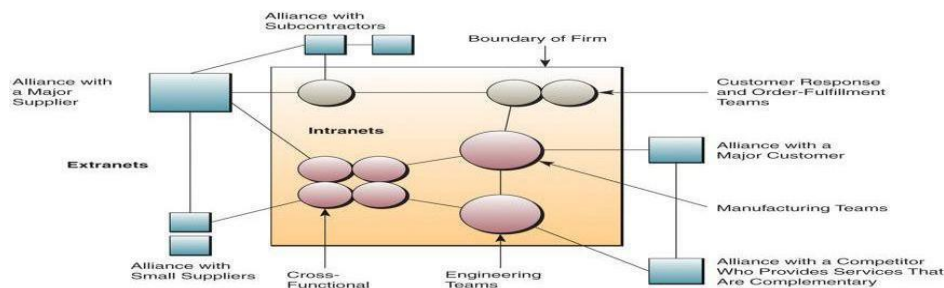 Alliance with
Subcontractors
Boundary of Firm
Alliance with
a Major
Supplier
Customer Response
and Order-Fulfillment
Teams
Intranets
Extranets
Alliance with a
Major Customer
Manufacturing Teams
Alliance with
Small Suppliers
Cross-
Functional
Engineering
Teams
Alliance with a Competitor
Who Provides Services That
Are Complementary